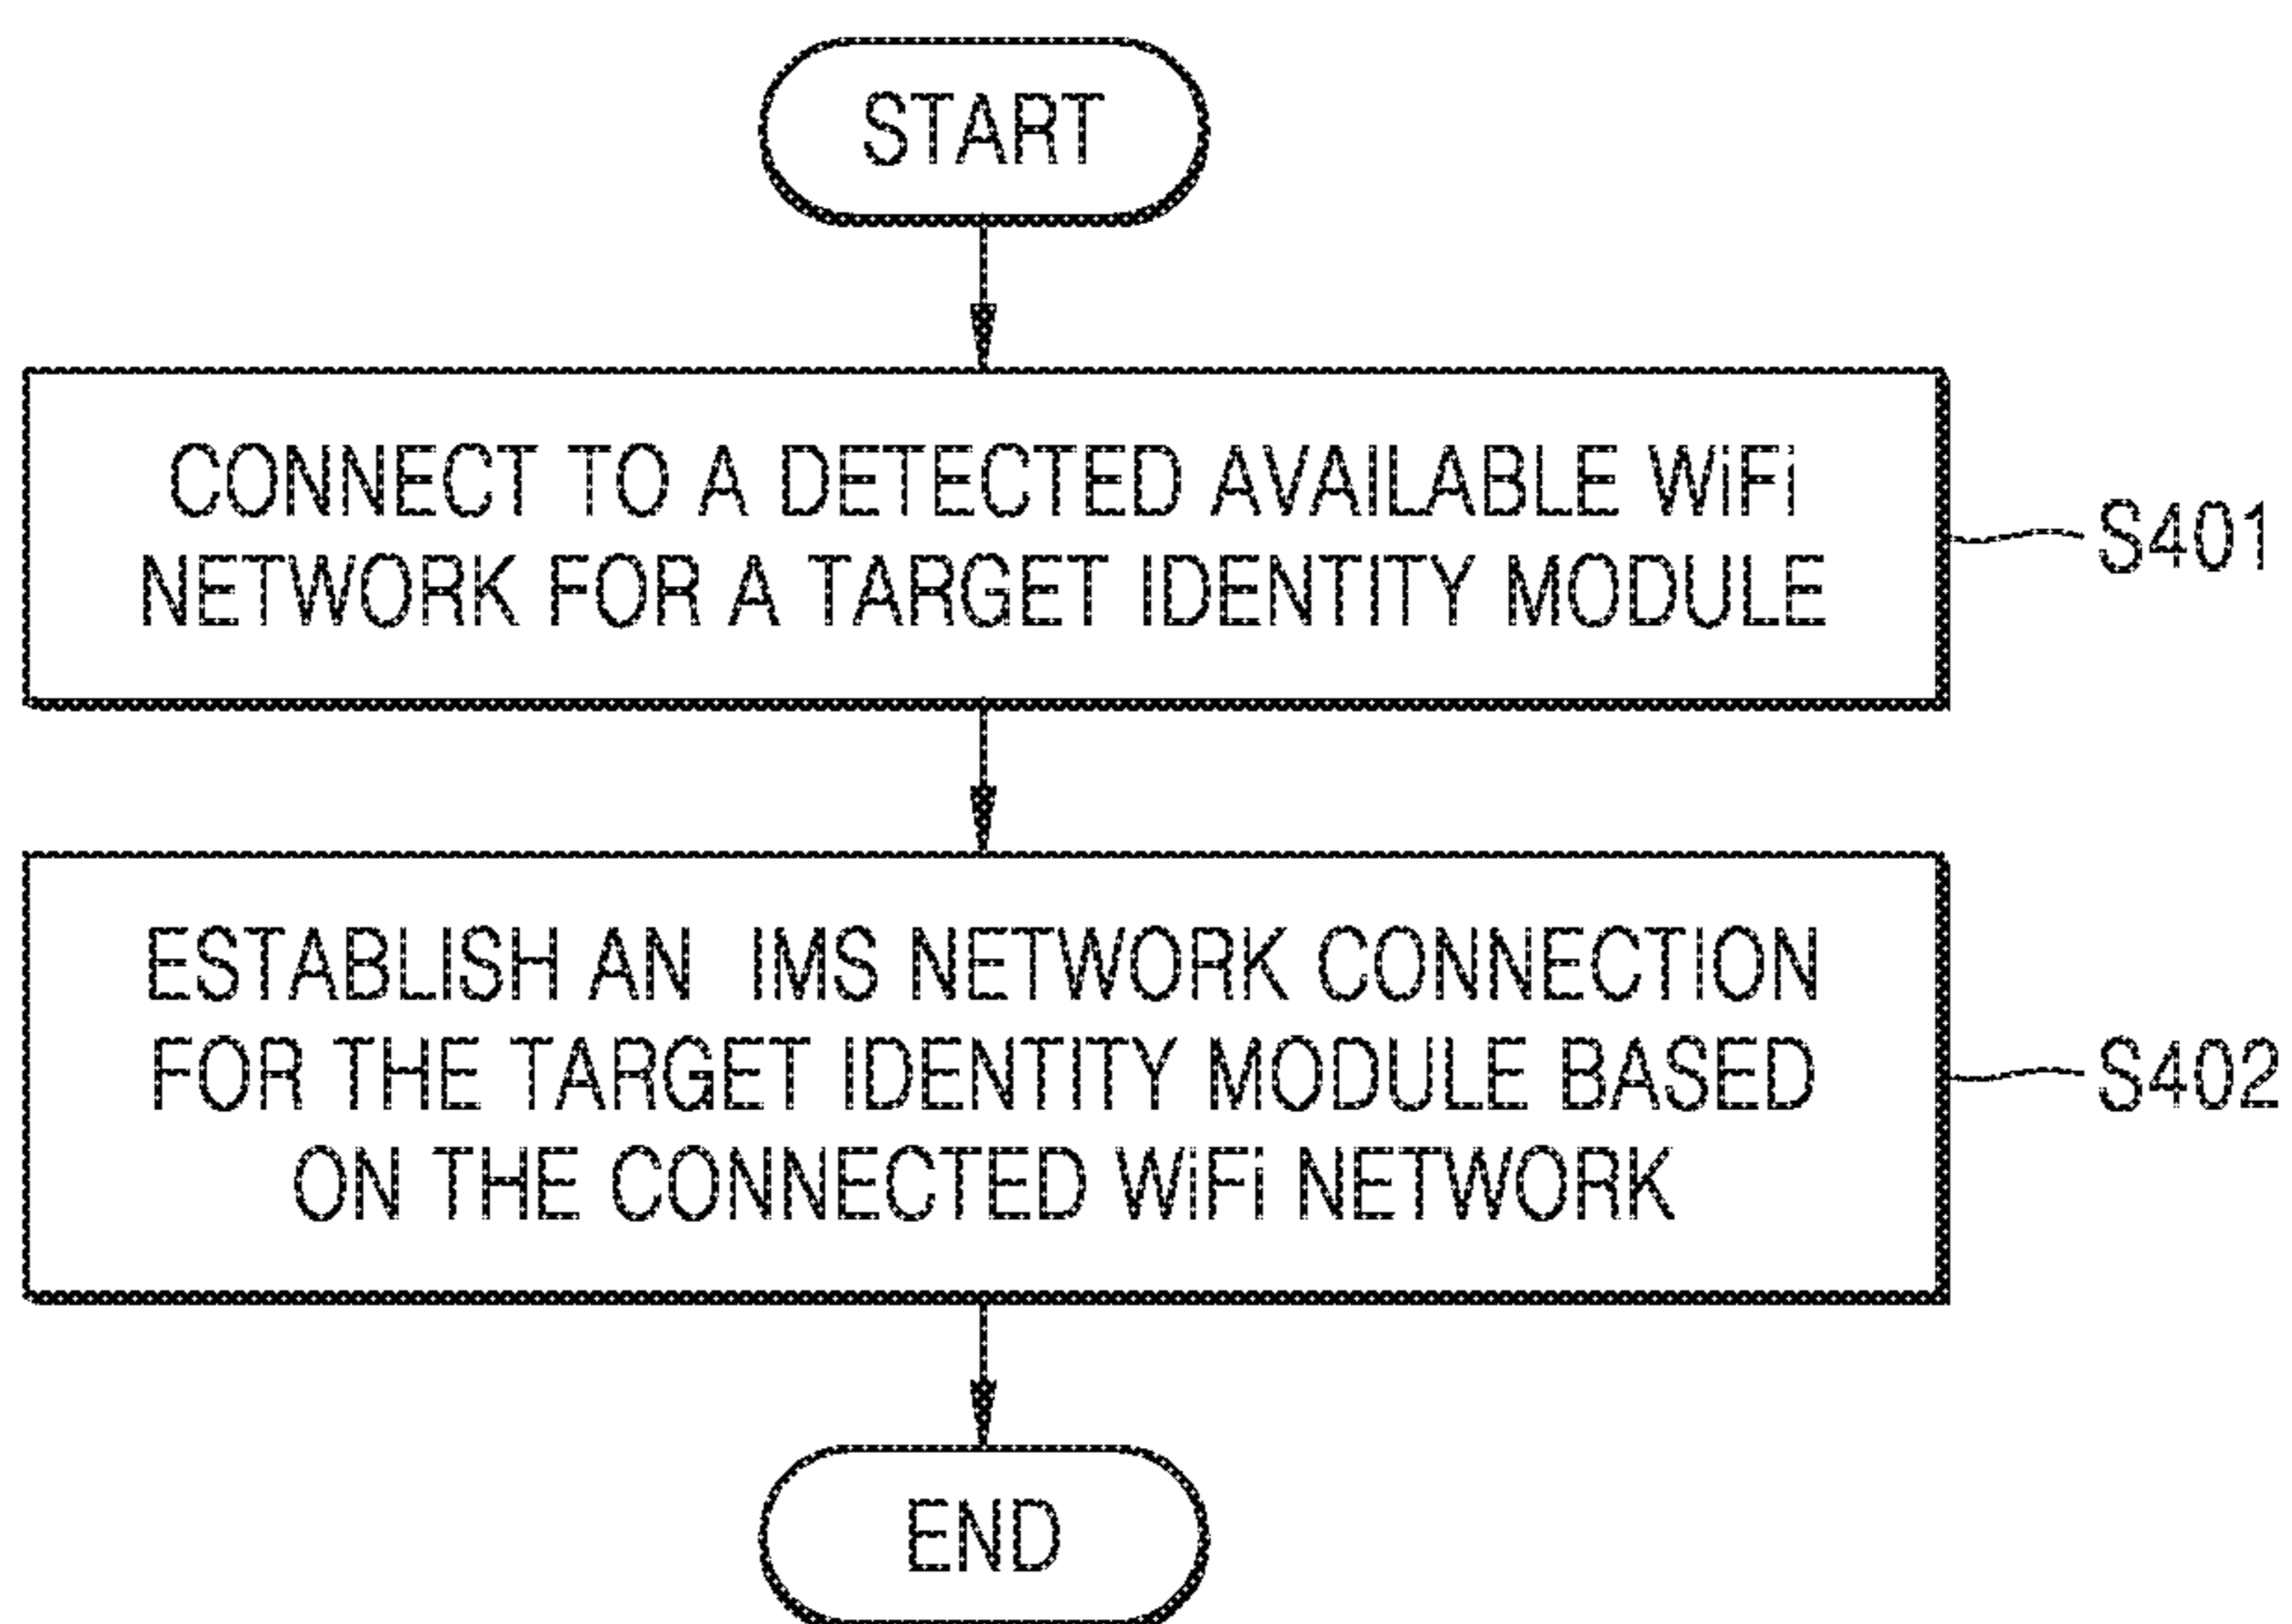 START
CONNECT TO A DETECTED AVAILABLE WiFi
NETWORK FOR A TARGET IDENTITY MODULE
S401
ESTABLISH AN IMS NETWORK CONNECTION
FOR THE TARGET IDENTITY MODULE BASED
ON THE CONNECTED WiFi NETWORK
S402
END